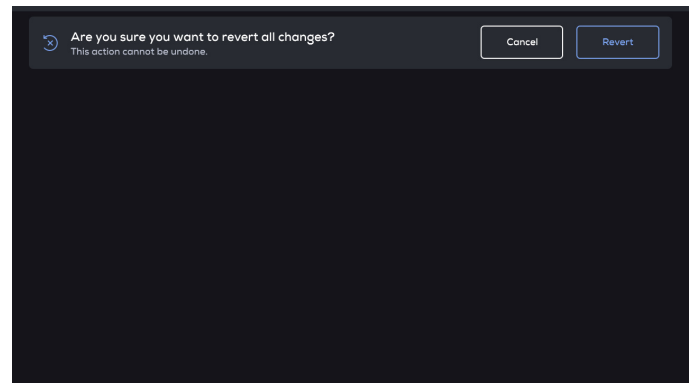 Are you sure you want to revert all changes?
This action cannot be undone.
Cancel
Revert